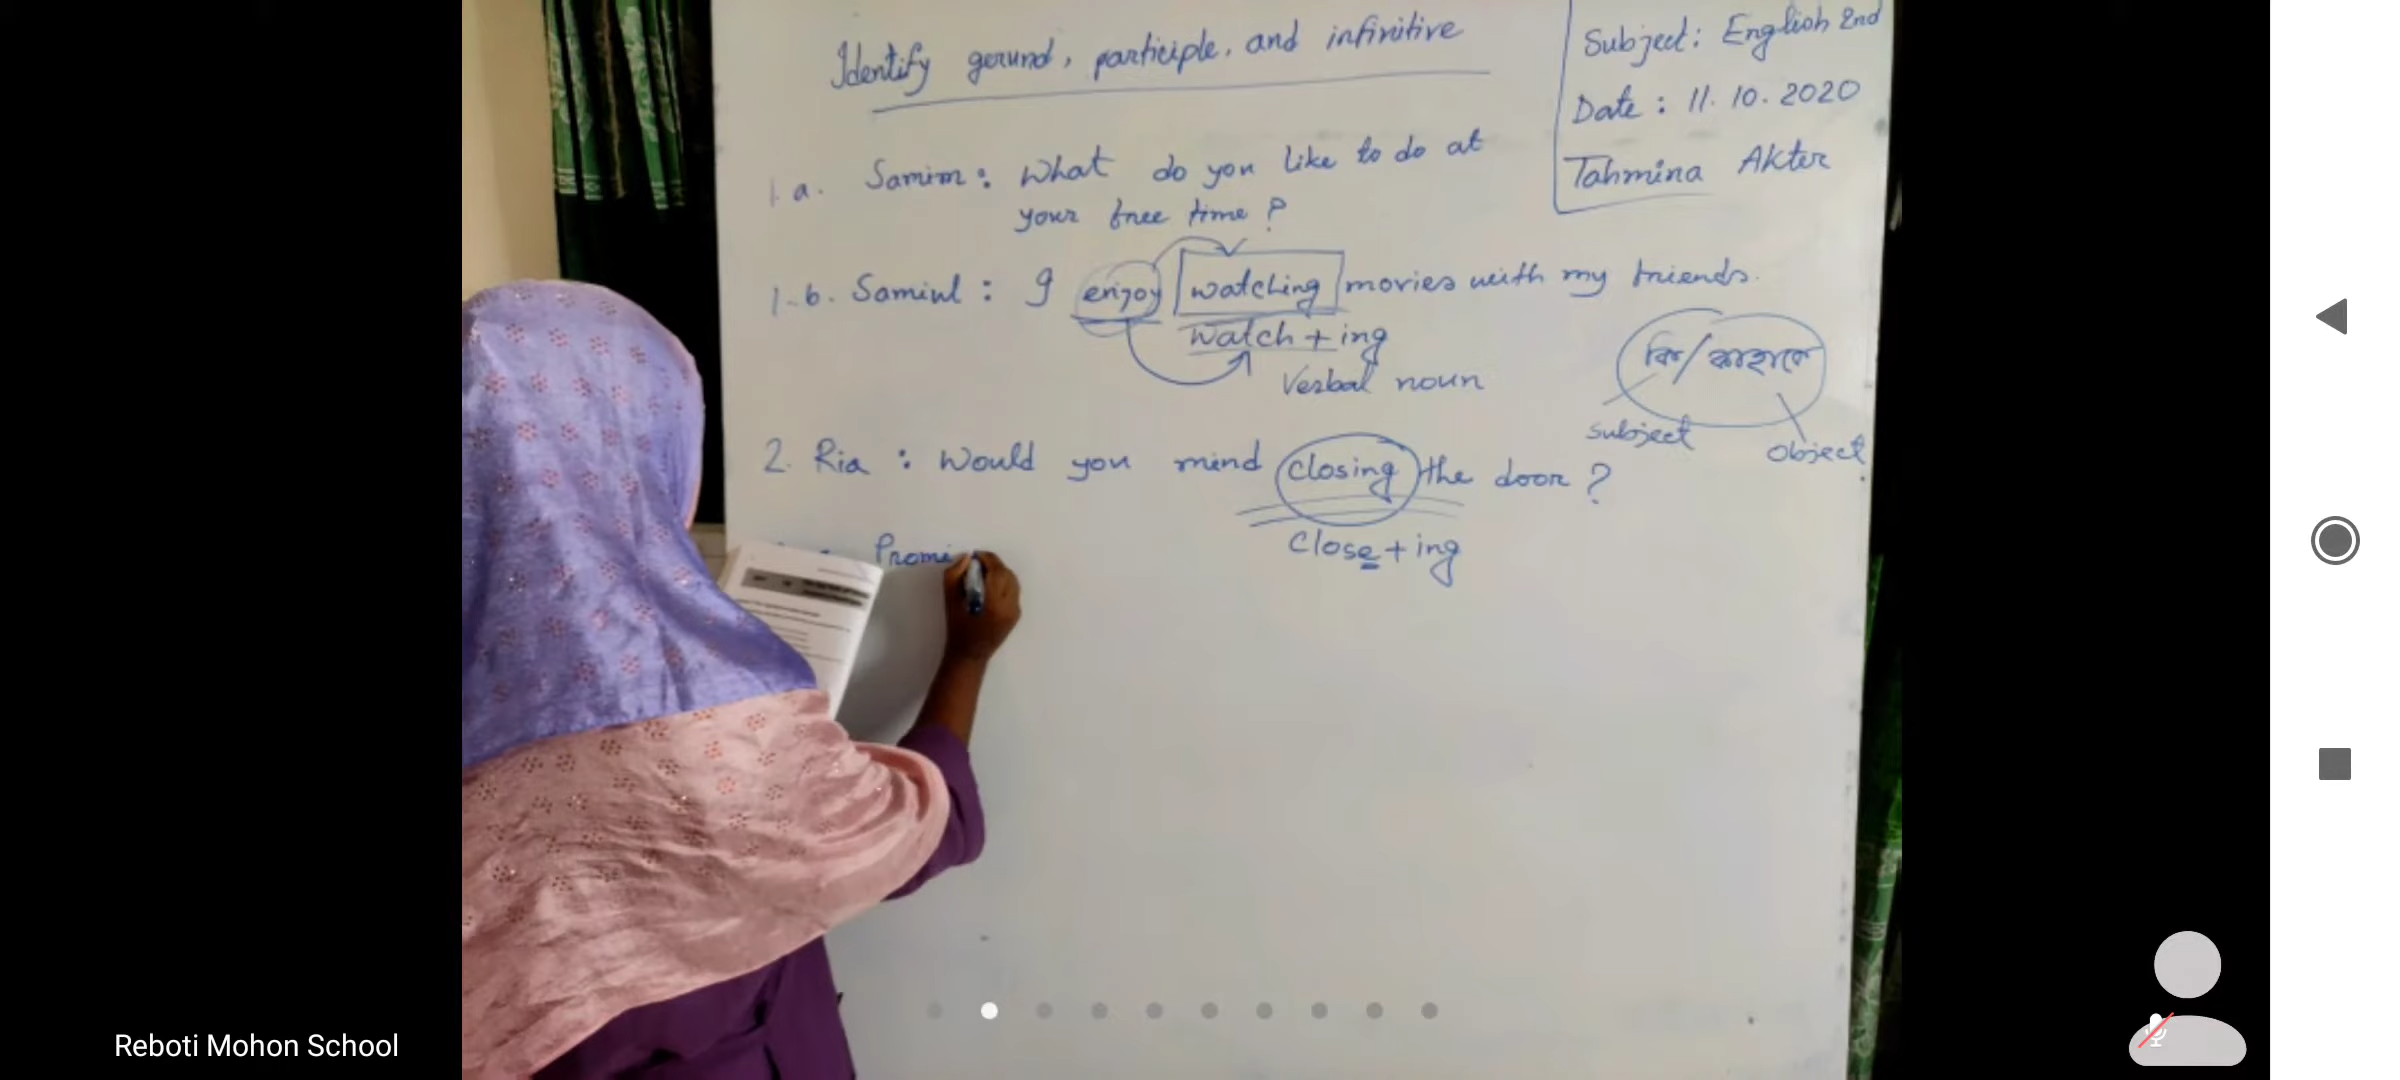 Identify gerund, participle, and infinitive
Subject: English 2nd
Date : 11. 10. 2020
Tahmina Akter
1. a. Samim : What do you like to do at
your free time ?
1. b. Samiul : I enjoy watching movies with my friends.
watch + ing
Verbal noun
কি / কাহাকে
subject
object
2. Ria : Would you mind closing the door ?
Close + ing
Promi
Reboti Mohon School